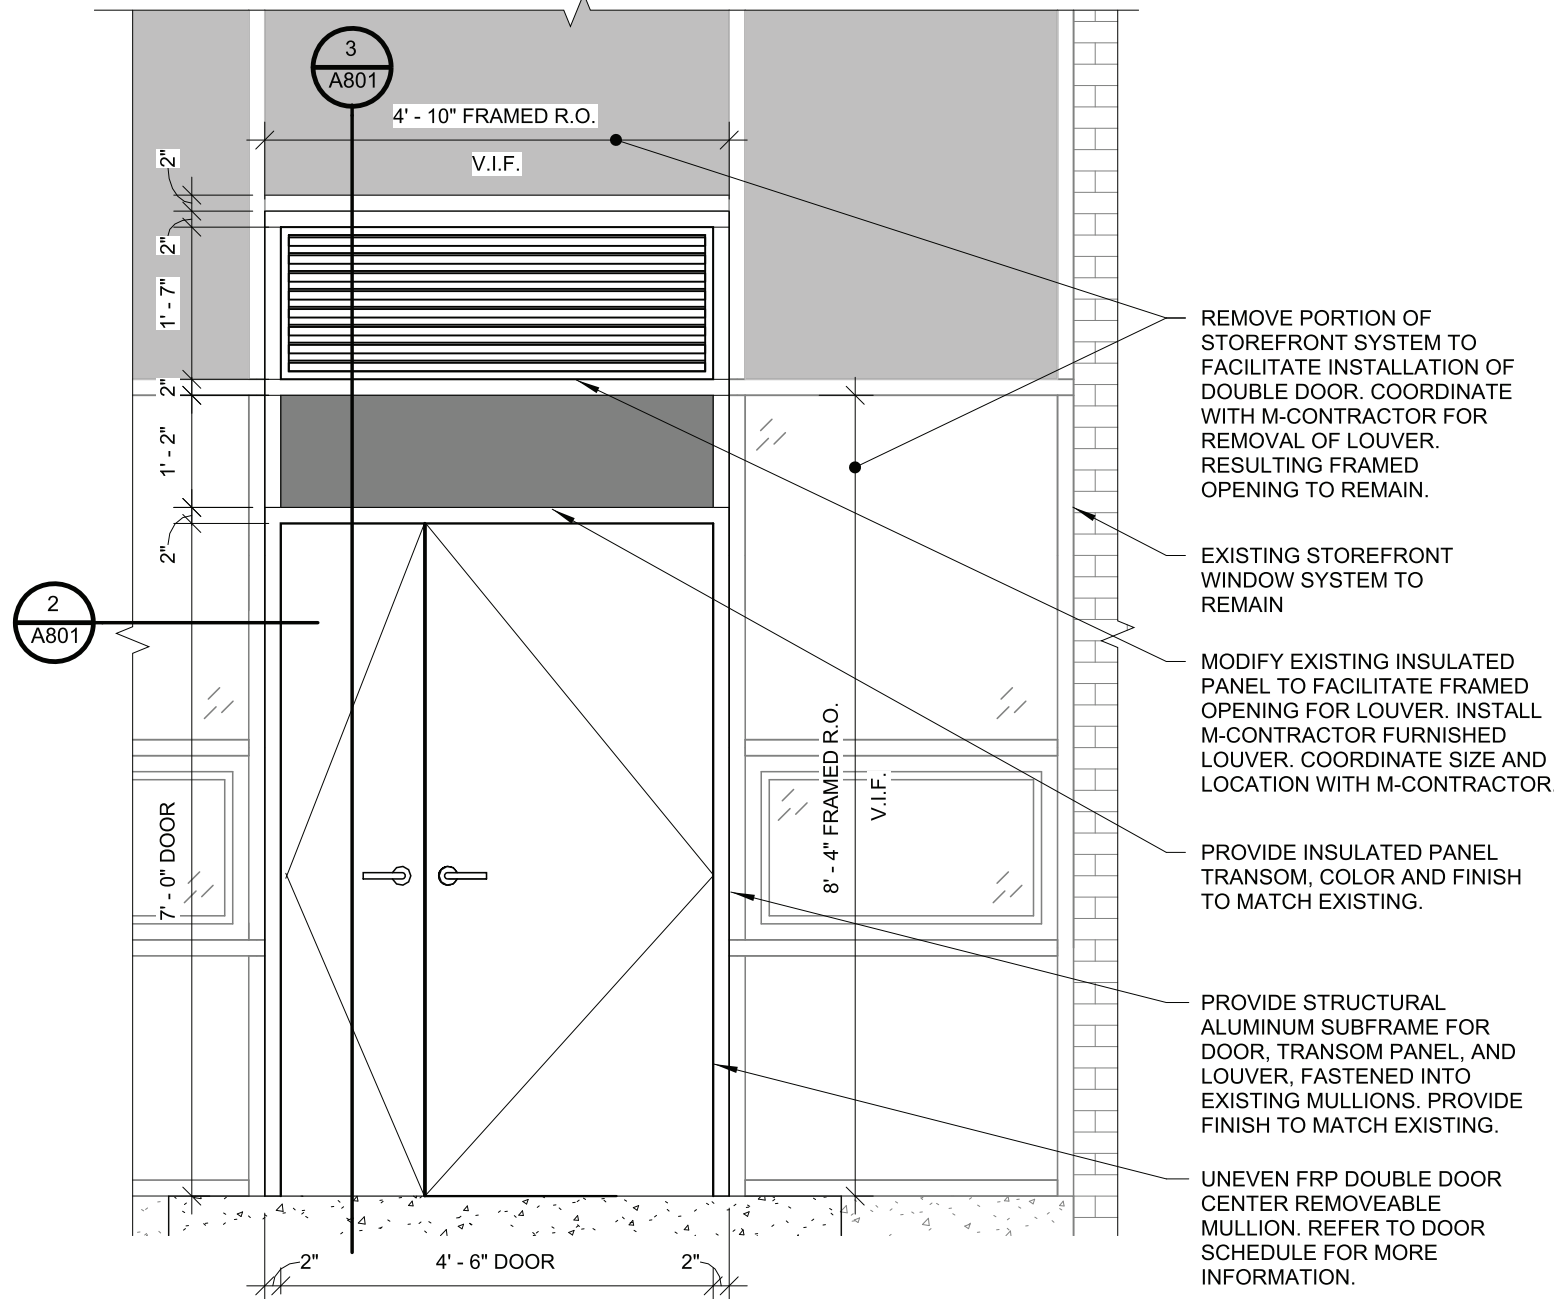 3
A801
4' - 10" FRAMED R.O.
V.I.F.
2"
2"
1' - 7"
2"
1' - 2"
2"
2
A801
7' - 0" DOOR
8' - 4" FRAMED R.O.
V.I.F.
2"
4' - 6" DOOR
2"
REMOVE PORTION OF
STOREFRONT SYSTEM TO
FACILITATE INSTALLATION OF
DOUBLE DOOR. COORDINATE
WITH M-CONTRACTOR FOR
REMOVAL OF LOUVER.
RESULTING FRAMED
OPENING TO REMAIN.
EXISTING STOREFRONT
WINDOW SYSTEM TO
REMAIN
MODIFY EXISTING INSULATED
PANEL TO FACILITATE FRAMED
OPENING FOR LOUVER. INSTALL
M-CONTRACTOR FURNISHED
LOUVER. COORDINATE SIZE AND
LOCATION WITH M-CONTRACTOR.
PROVIDE INSULATED PANEL
TRANSOM, COLOR AND FINISH
TO MATCH EXISTING.
PROVIDE STRUCTURAL
ALUMINUM SUBFRAME FOR
DOOR, TRANSOM PANEL, AND
LOUVER, FASTENED INTO
EXISTING MULLIONS. PROVIDE
FINISH TO MATCH EXISTING.
UNEVEN FRP DOUBLE DOOR
CENTER REMOVEABLE
MULLION. REFER TO DOOR
SCHEDULE FOR MORE
INFORMATION.